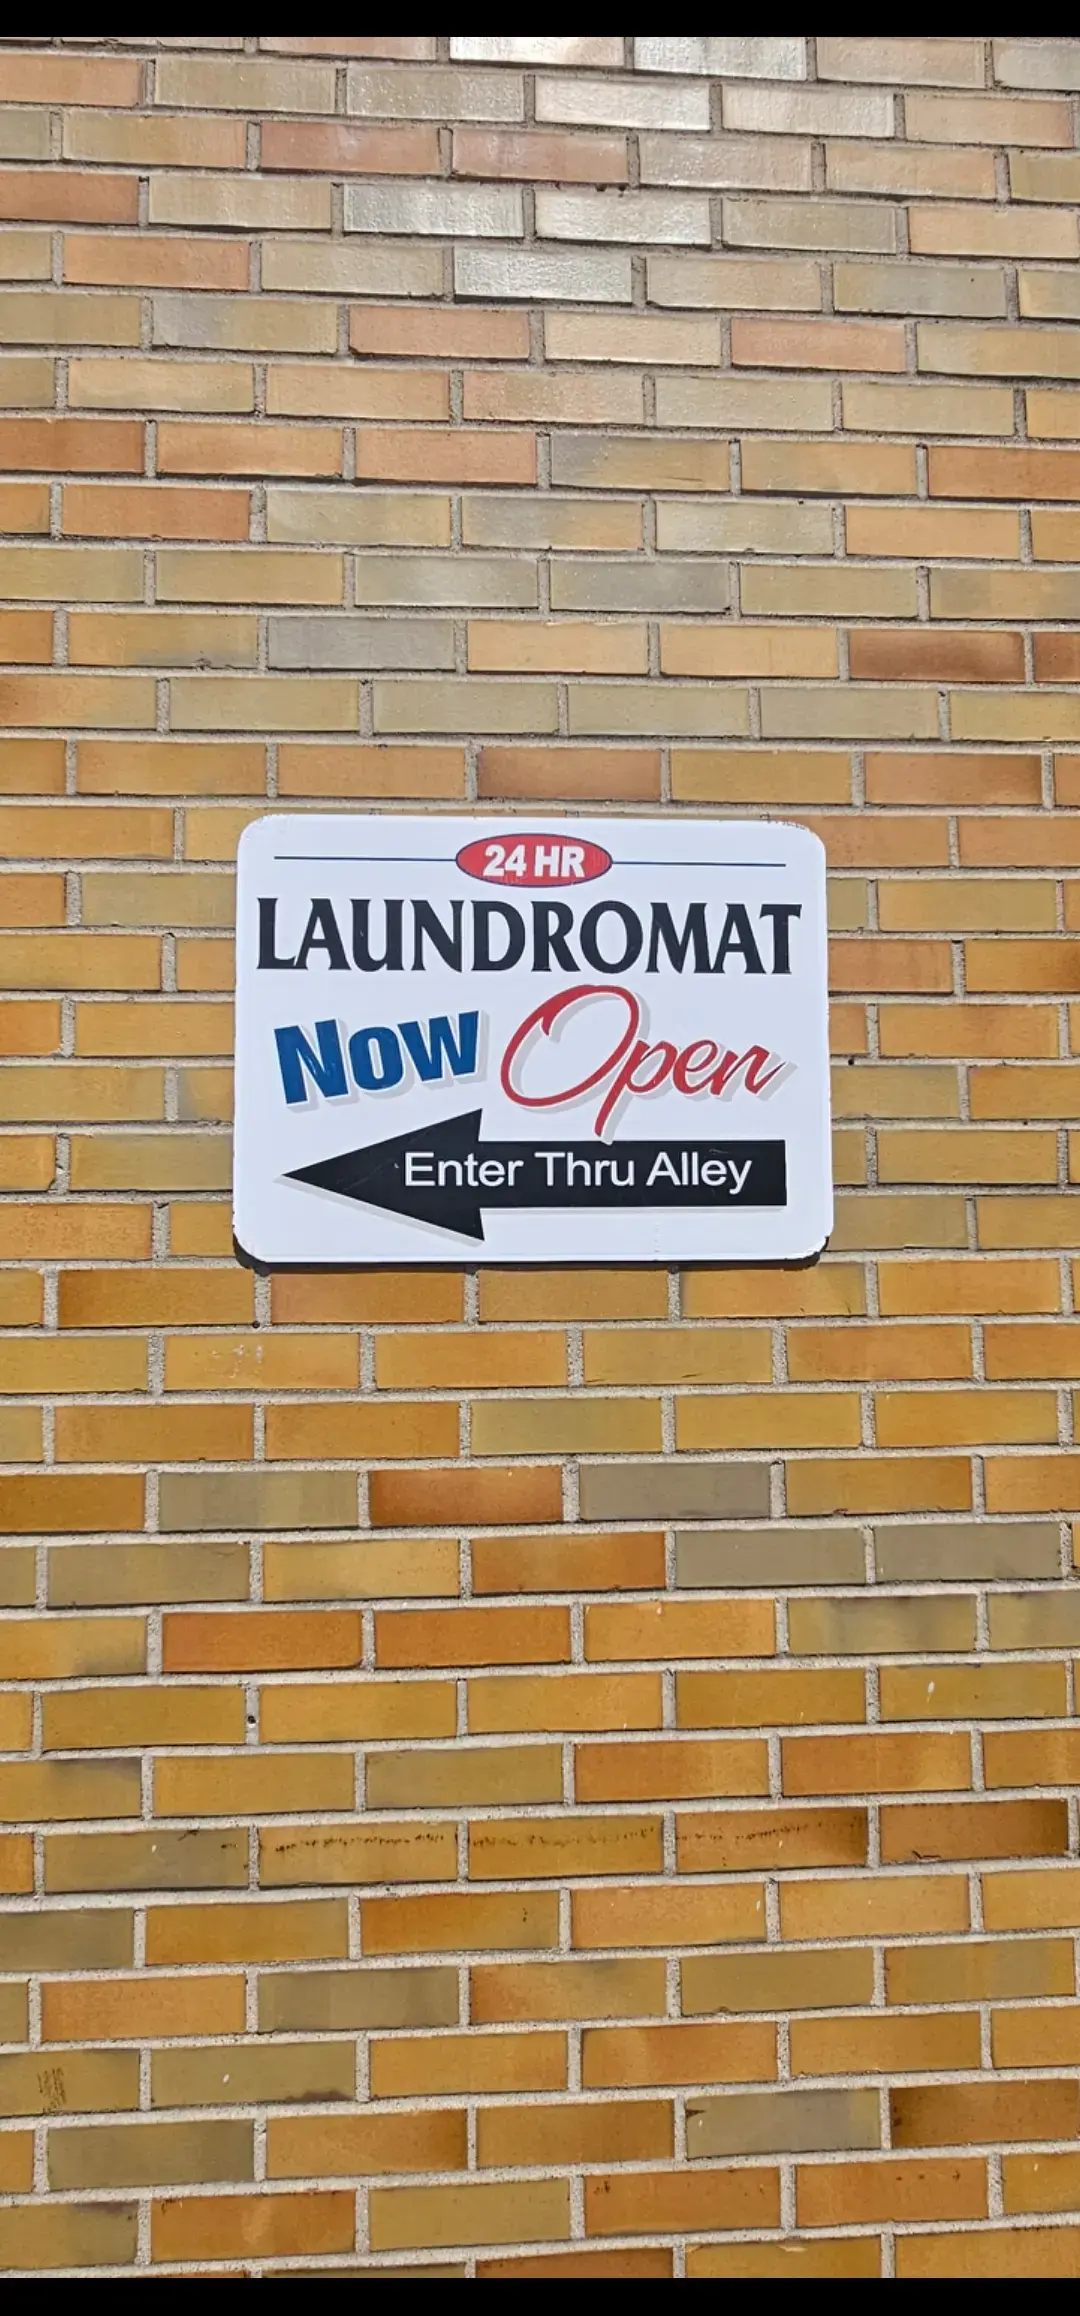 24 HR
LAUNDROMAT
Now Open
Enter Thru Alley